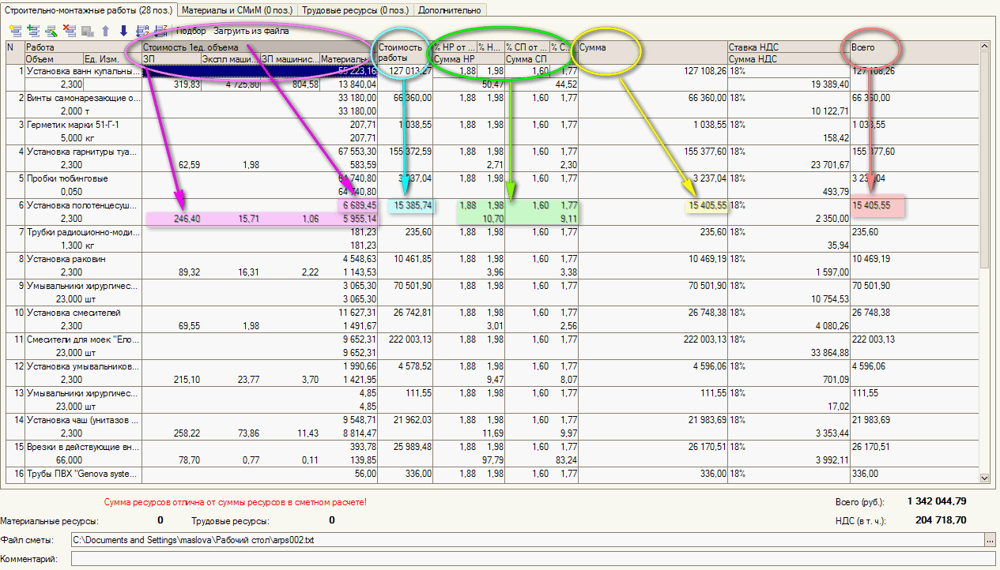 Строительно-монтажные работы (28 поз.) Материалы и СМиМ (0 поз.) Трудовые ресурсы (0 поз.) Дополнительно
Подбор Загрузить из файла
N Работа Стоимость 1ед. объема Стоимость работы % НР от ... % Н... % СП от ... % С... Сумма Ставка НДС Всего
Объем Ед. Изм. ЗП Экспл маши... ЗП машинис... Материаль Сумма НР Сумма СП Сумма НДС
1 Установка ванн купальны... 55 223,16 127 013,27 1,88 1,98 1,60 1,77 127 108,26 18% 127 108,26
2,300 319,83 4 725,80 804,58 13 840,04 50,47 44,52 19 389,40
2 Винты самонарезающие о... 33 180,00 66 360,00 1,88 1,98 1,60 1,77 66 360,00 18% 66 360,00
2,000 т 33 180,00 10 122,71
3 Герметик марки 51-Г-1 207,71 1 038,55 1,88 1,98 1,60 1,77 1 038,55 18% 1 038,55
5,000 кг 207,71 158,42
4 Установка гарнитуры туа... 67 553,30 155 372,59 1,88 1,98 1,60 1,77 155 377,60 18% 155 377,60
2,300 62,59 1,98 583,59 2,71 2,30 23 701,67
5 Пробки тюбинговые 64 740,80 3 237,04 1,88 1,98 1,60 1,77 3 237,04 18% 3 237,04
0,050 64 740,80 493,79
6 Установка полотенцесуш... 6 689,45 15 385,74 1,88 1,98 1,60 1,77 15 405,55 18% 15 405,55
2,300 246,40 15,71 1,06 5 955,14 10,70 9,11 2 350,00
7 Трубки радиоционно-моди... 181,23 235,60 1,88 1,98 1,60 1,77 235,60 18% 235,60
1,300 кг 181,23 35,94
8 Установка раковин 4 548,63 10 461,85 1,88 1,98 1,60 1,77 10 469,19 18% 10 469,19
2,300 89,32 16,31 2,22 1 143,53 3,96 3,38 1 597,00
9 Умывальники хирургичес... 3 065,30 70 501,90 1,88 1,98 1,60 1,77 70 501,90 18% 70 501,90
23,000 шт 3 065,30 10 754,53
10 Установка смесителей 11 627,31 26 742,81 1,88 1,98 1,60 1,77 26 748,38 18% 26 748,38
2,300 69,55 1,98 1 491,67 3,01 2,56 4 080,26
11 Смесители для моек "Ело... 9 652,31 222 003,13 1,88 1,98 1,60 1,77 222 003,13 18% 222 003,13
23,000 шт 9 652,31 33 864,88
12 Установка умывальников... 1 990,66 4 578,52 1,88 1,98 1,60 1,77 4 596,06 18% 4 596,06
2,300 215,10 23,77 3,70 1 421,95 9,47 8,07 701,09
13 Умывальники хирургичес... 4,85 111,55 1,88 1,98 1,60 1,77 111,55 18% 111,55
23,000 шт 4,85 17,02
14 Установка чаш (унитазов ... 9 548,71 21 962,03 1,88 1,98 1,60 1,77 21 983,69 18% 21 983,69
2,300 258,22 73,86 11,43 8 814,47 11,69 9,97 3 353,44
15 Врезки в действующие вн... 393,78 25 989,48 1,88 1,98 1,60 1,77 26 170,51 18% 26 170,51
66,000 78,70 0,77 0,11 139,85 97,79 83,24 3 992,11
16 Трубы ПВХ "Genova syste... 56,00 336,00 1,88 1,98 1,60 1,77 336,00 18% 336,00
Сумма ресурсов отлична от суммы ресурсов в сметном расчете! Всего (руб.): 1 342 044,79
Материальные ресурсы: 0 Трудовые ресурсы: 0 НДС (в т. ч.): 204 718,70
Файл сметы: C:\Documents and Settings\maslova\Рабочий стол\arps002.txt ...
Комментарий: